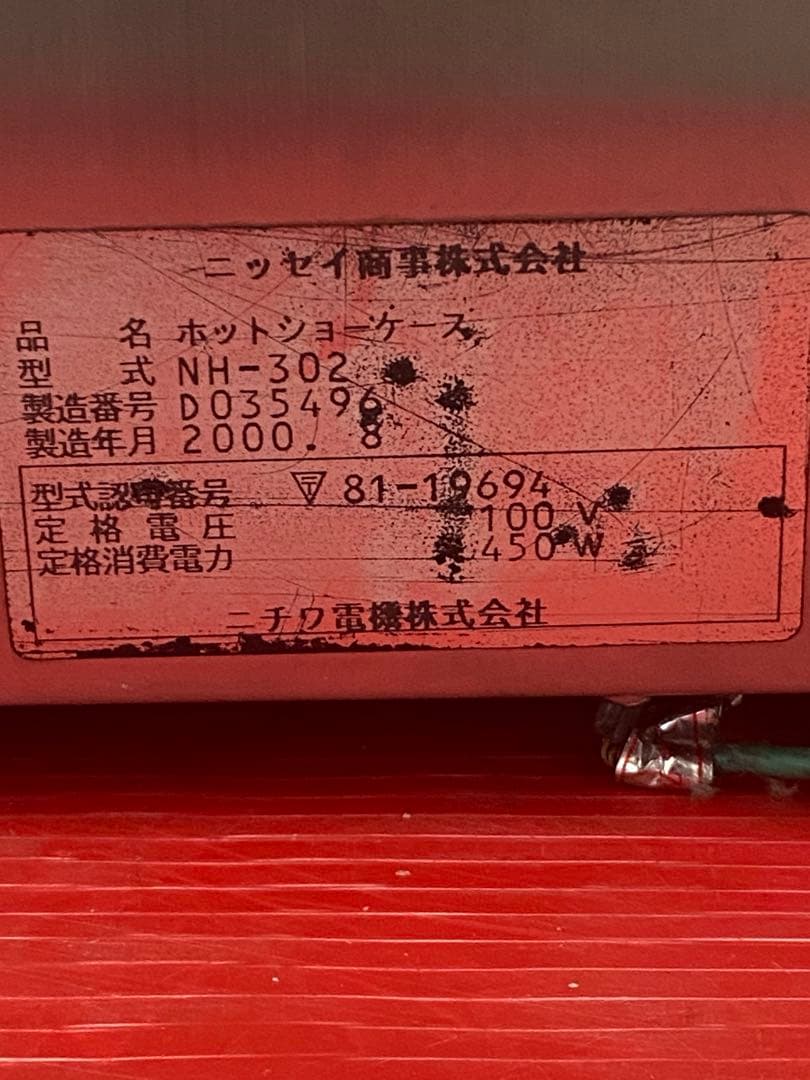 ニッセイ商事株式会社
品名 ホットショーケース
型式 NH-302
製造番号 D035496
製造年月 2000. 8
型式認可番号 81-19694
定格電圧 100 V
定格消費電力 450 W
ニチワ電機株式会社